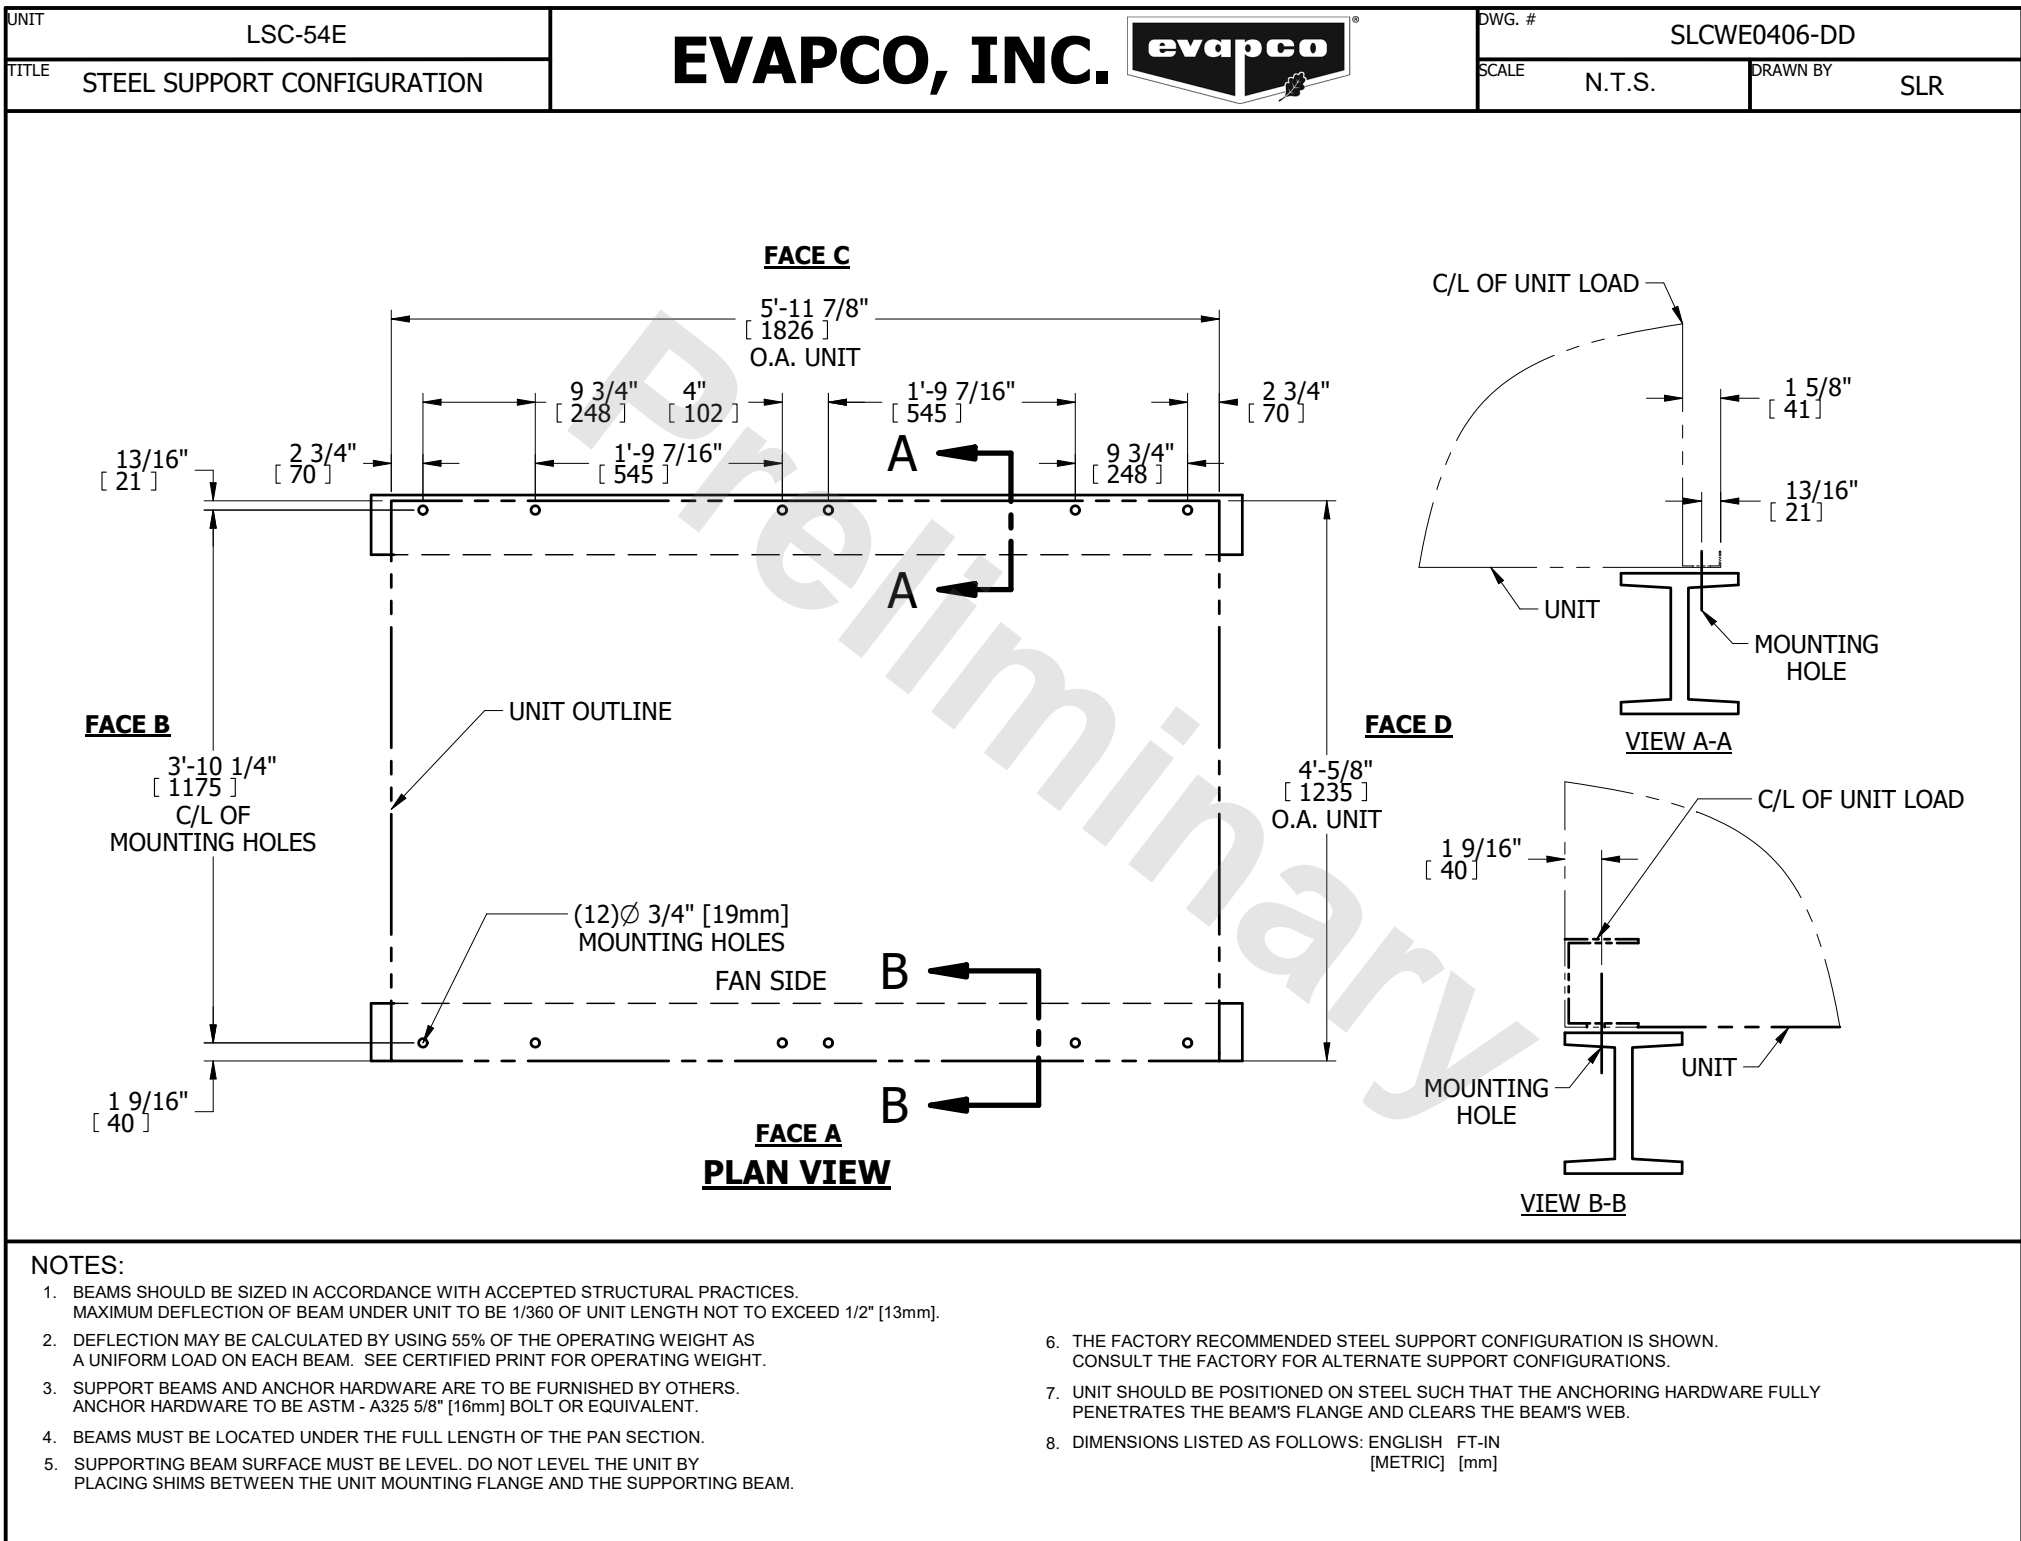 UNIT
LSC-54E
TITLE
STEEL SUPPORT CONFIGURATION
EVAPCO, INC.
evapco
®
DWG. #
SLCWE0406-DD
SCALE
N.T.S.
DRAWN BY
SLR
FACE C
5'-11 7/8"
[ 1826 ]
O.A. UNIT
9 3/4"
[ 248 ]
4"
[ 102 ]
1'-9 7/16"
[ 545 ]
2 3/4"
[ 70 ]
13/16"
[ 21 ]
2 3/4"
[ 70 ]
1'-9 7/16"
[ 545 ]
9 3/4"
[ 248 ]
A
A
UNIT OUTLINE
FACE B
3'-10 1/4"
[ 1175 ]
C/L OF
MOUNTING HOLES
FACE D
4'-5/8"
[ 1235 ]
O.A. UNIT
(12)Ø 3/4" [19mm]
MOUNTING HOLES
FAN SIDE
B
B
1 9/16"
[ 40 ]
FACE A
PLAN VIEW
Preliminary
C/L OF UNIT LOAD
1 5/8"
[ 41 ]
13/16"
[ 21 ]
UNIT
MOUNTING
HOLE
VIEW A-A
C/L OF UNIT LOAD
1 9/16"
[ 40 ]
UNIT
MOUNTING
HOLE
VIEW B-B
NOTES:
1. BEAMS SHOULD BE SIZED IN ACCORDANCE WITH ACCEPTED STRUCTURAL PRACTICES.
MAXIMUM DEFLECTION OF BEAM UNDER UNIT TO BE 1/360 OF UNIT LENGTH NOT TO EXCEED 1/2" [13mm].
2. DEFLECTION MAY BE CALCULATED BY USING 55% OF THE OPERATING WEIGHT AS
A UNIFORM LOAD ON EACH BEAM. SEE CERTIFIED PRINT FOR OPERATING WEIGHT.
3. SUPPORT BEAMS AND ANCHOR HARDWARE ARE TO BE FURNISHED BY OTHERS.
ANCHOR HARDWARE TO BE ASTM - A325 5/8" [16mm] BOLT OR EQUIVALENT.
4. BEAMS MUST BE LOCATED UNDER THE FULL LENGTH OF THE PAN SECTION.
5. SUPPORTING BEAM SURFACE MUST BE LEVEL. DO NOT LEVEL THE UNIT BY
PLACING SHIMS BETWEEN THE UNIT MOUNTING FLANGE AND THE SUPPORTING BEAM.
6. THE FACTORY RECOMMENDED STEEL SUPPORT CONFIGURATION IS SHOWN.
CONSULT THE FACTORY FOR ALTERNATE SUPPORT CONFIGURATIONS.
7. UNIT SHOULD BE POSITIONED ON STEEL SUCH THAT THE ANCHORING HARDWARE FULLY
PENETRATES THE BEAM'S FLANGE AND CLEARS THE BEAM'S WEB.
8. DIMENSIONS LISTED AS FOLLOWS: ENGLISH FT-IN
[METRIC] [mm]